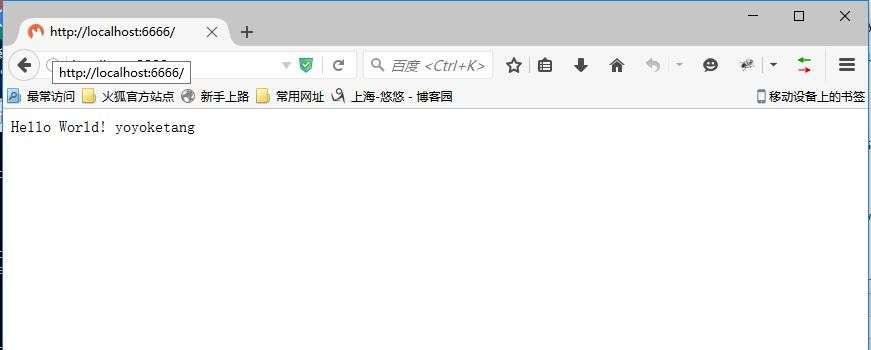 http://localhost:6666/
百度 <Ctrl+K>
http://localhost:6666/
最常访问 火狐官方站点 新手上路 常用网址 上海-悠悠 - 博客园 移动设备上的书签
Hello World! yoyoketang